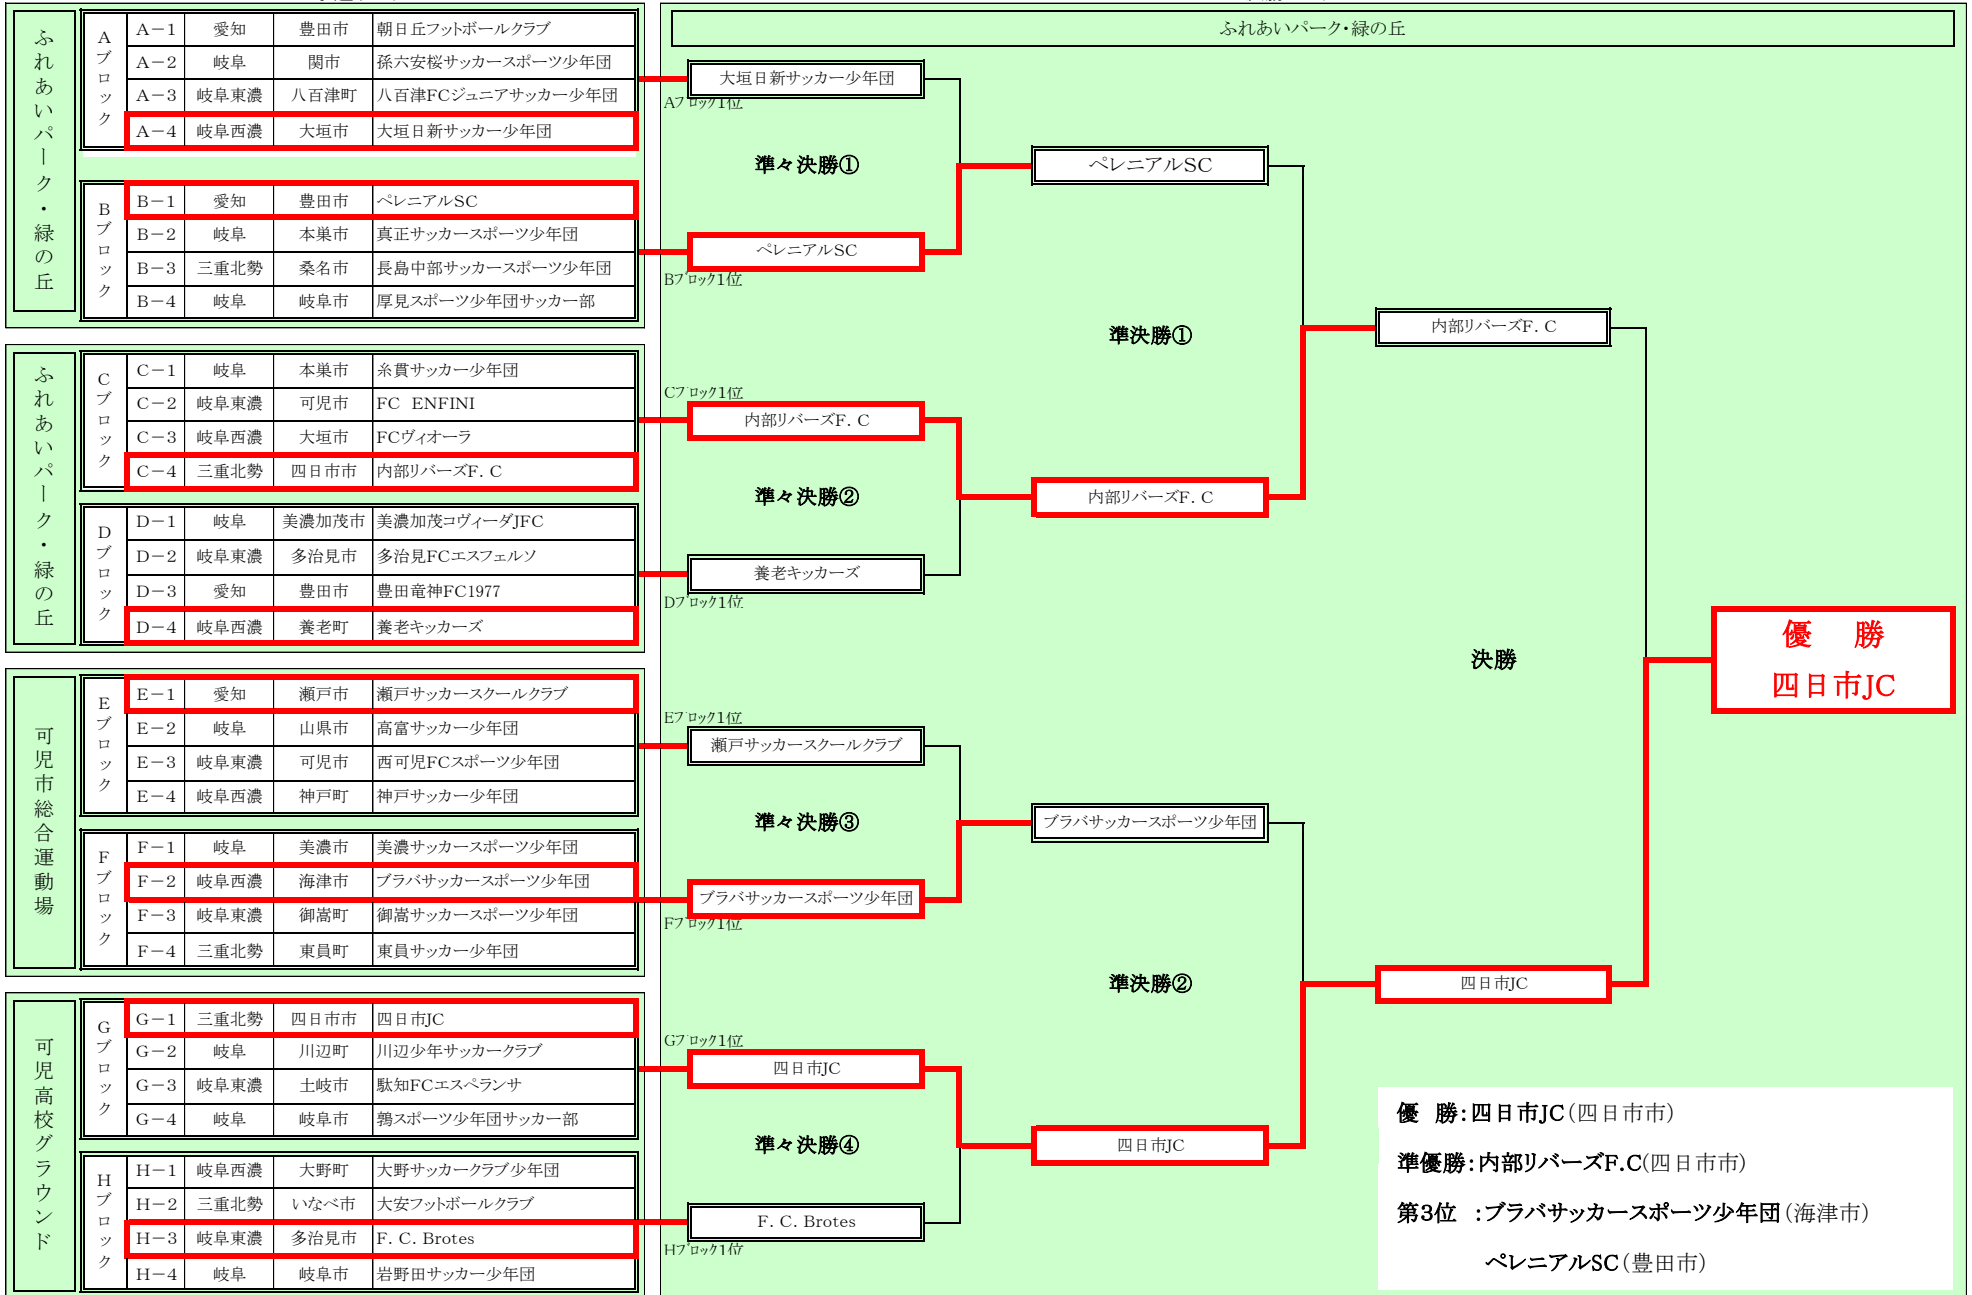 ふれあいパーク・緑の丘
Aブロック
A－1 愛知 豊田市 朝日丘フットボールクラブ
A－2 岐阜 関市 孫六安桜サッカースポーツ少年団
A－3 岐阜東濃 八百津町 八百津FCジュニアサッカー少年団
A－4 岐阜西濃 大垣市 大垣日新サッカー少年団
Bブロック
B－1 愛知 豊田市 ペレニアルSC
B－2 岐阜 本巣市 真正サッカースポーツ少年団
B－3 三重北勢 桑名市 長島中部サッカースポーツ少年団
B－4 岐阜 岐阜市 厚見スポーツ少年団サッカー部
ふれあいパーク・緑の丘
Cブロック
C－1 岐阜 本巣市 糸貫サッカー少年団
C－2 岐阜東濃 可児市 FC ENFINI
C－3 岐阜西濃 大垣市 FCヴィオーラ
C－4 三重北勢 四日市市 内部リバーズF．C
Dブロック
D－1 岐阜 美濃加茂市 美濃加茂コヴィーダJFC
D－2 岐阜東濃 多治見市 多治見FCエスフェルソ
D－3 愛知 豊田市 豊田竜神FC1977
D－4 岐阜西濃 養老町 養老キッカーズ
可児市総合運動場
Eブロック
E－1 愛知 瀬戸市 瀬戸サッカースクールクラブ
E－2 岐阜 山県市 高富サッカー少年団
E－3 岐阜東濃 可児市 西可児FCスポーツ少年団
E－4 岐阜西濃 神戸町 神戸サッカー少年団
Fブロック
F－1 岐阜 美濃市 美濃サッカースポーツ少年団
F－2 岐阜西濃 海津市 ブラバサッカースポーツ少年団
F－3 岐阜東濃 御嵩町 御嵩サッカースポーツ少年団
F－4 三重北勢 東員町 東員サッカー少年団
可児高校グラウンド
Gブロック
G－1 三重北勢 四日市市 四日市JC
G－2 岐阜 川辺町 川辺少年サッカークラブ
G－3 岐阜東濃 土岐市 駄知FCエスペランサ
G－4 岐阜 岐阜市 鶉スポーツ少年団サッカー部
Hブロック
H－1 岐阜西濃 大野町 大野サッカークラブ少年団
H－2 三重北勢 いなべ市 大安フットボールクラブ
H－3 岐阜東濃 多治見市 F．C．Brotes
H－4 岐阜 岐阜市 岩野田サッカー少年団
ふれあいパーク・緑の丘
大垣日新サッカー少年団
Aブロック1位
準々決勝①
ペレニアルSC
ペレニアルSC
Bブロック1位
準決勝①
内部リバーズF．C
Cブロック1位
内部リバーズF．C
準々決勝②
内部リバーズF．C
養老キッカーズ
Dブロック1位
決勝
優 勝
四日市JC
Eブロック1位
瀬戸サッカースクールクラブ
準々決勝③
ブラバサッカースポーツ少年団
ブラバサッカースポーツ少年団
Fブロック1位
準決勝②
四日市JC
Gブロック1位
四日市JC
準々決勝④
四日市JC
F．C．Brotes
Hブロック1位
優 勝：四日市JC（四日市市）
準優勝：内部リバーズF.C(四日市市）
第3位 ：ブラバサッカースポーツ少年団（海津市）
ペレニアルSC（豊田市）